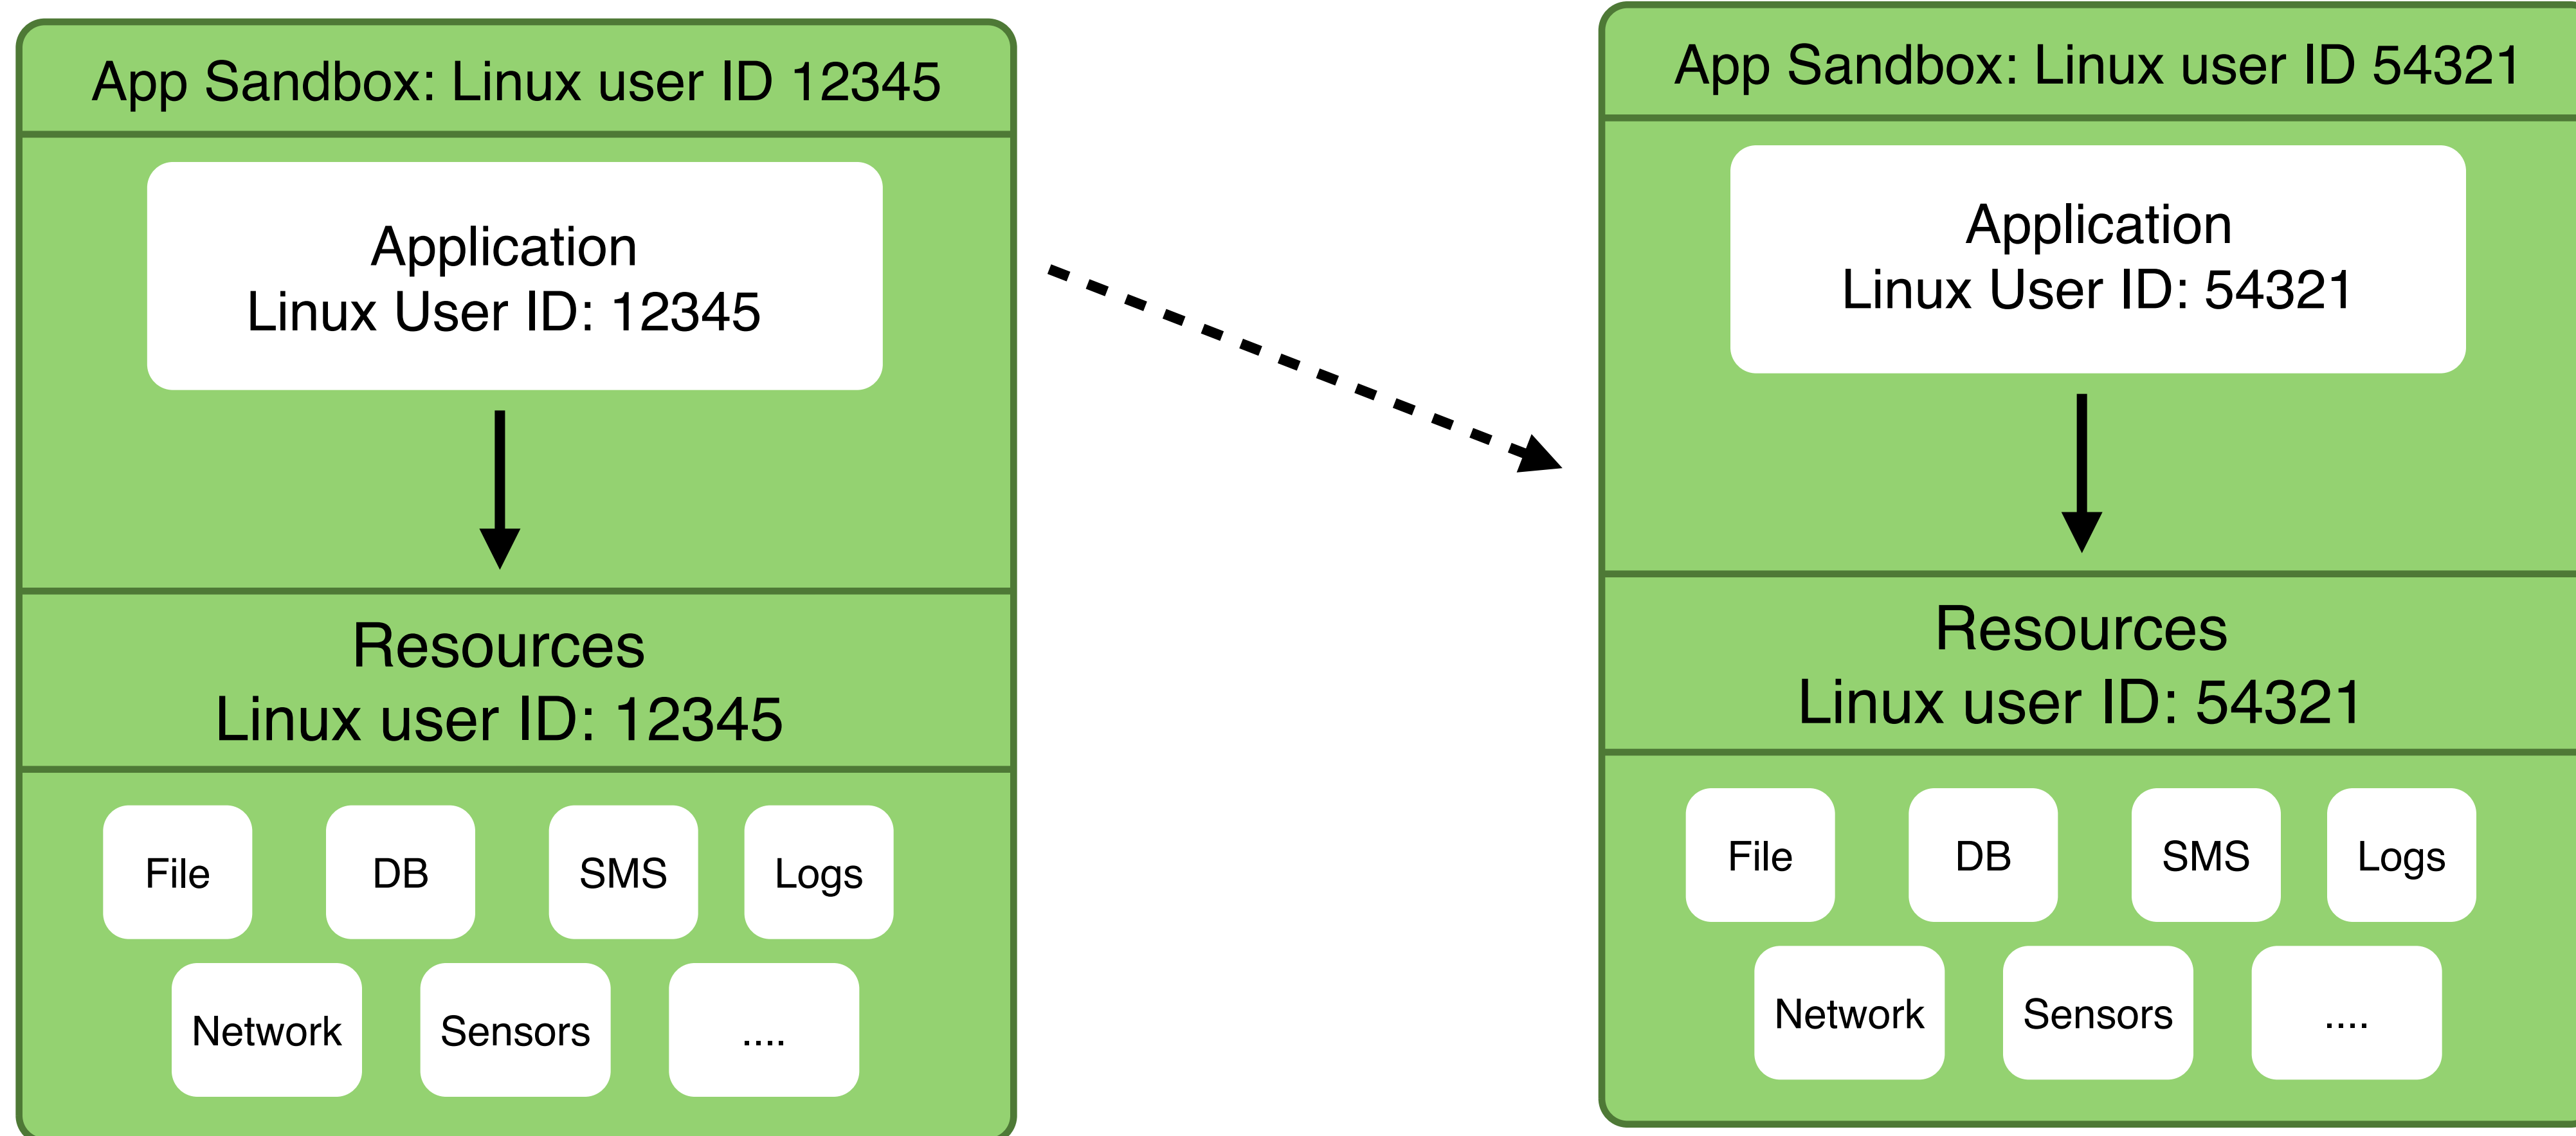 App Sandbox: Linux user ID 12345
Application
Linux User ID: 12345
Resources
Linux user ID: 12345
File
DB
SMS
Logs
Network
Sensors
....
App Sandbox: Linux user ID 54321
Application
Linux User ID: 54321
Resources
Linux user ID: 54321
File
DB
SMS
Logs
Network
Sensors
....